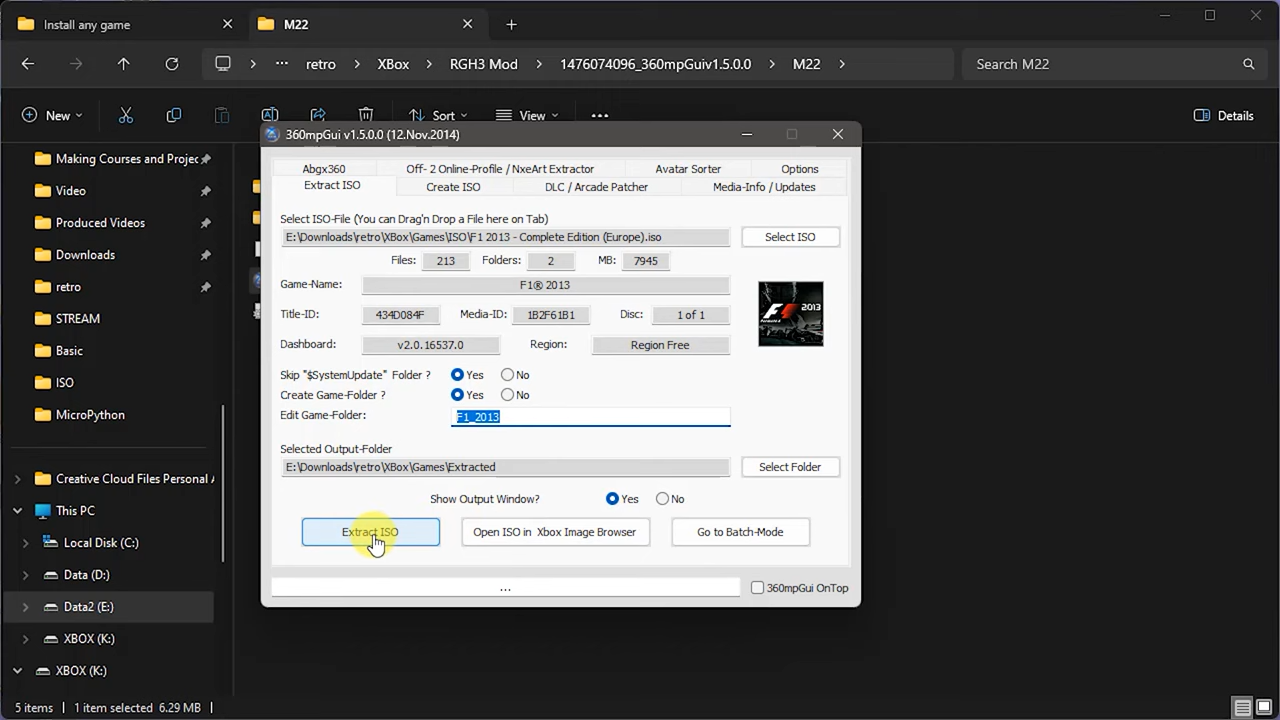 Install any game
M22
retro
XBox
RGH3 Mod
1476074096_360mpGuiv1.5.0.0
M22
Search M22
New
Sort
View
Details
Making Courses and Projec
Video
Produced Videos
Downloads
retro
STREAM
Basic
ISO
MicroPython
Creative Cloud Files Personal A
This PC
Local Disk (C:)
Data (D:)
Data2 (E:)
XBOX (K:)
XBOX (K:)
5 items
1 item selected 6.29 MB
360mpGui v1.5.0.0 (12.Nov.2014)
Abgx360
Off- 2 Online-Profile / NxeArt Extractor
Avatar Sorter
Options
Extract ISO
Create ISO
DLC / Arcade Patcher
Media-Info / Updates
Select ISO-File (You can Drag'n Drop a File here on Tab)
E:\Downloads\retro\XBox\Games\ISO\F1 2013 - Complete Edition (Europe).iso
Select ISO
Files: 213 Folders: 2 MB: 7945
Game-Name: F1® 2013
Title-ID: 434D084F Media-ID: 1B2F61B1 Disc: 1 of 1
Dashboard: v2.0.16537.0 Region: Region Free
F1 2013
Skip "$SystemUpdate" Folder ? Yes No
Create Game-Folder ? Yes No
Edit Game-Folder: F1_2013
Selected Output-Folder
E:\Downloads\retro\XBox\Games\Extracted
Select Folder
Show Output Window? Yes No
Extract ISO
Open ISO in Xbox Image Browser
Go to Batch-Mode
...
360mpGui OnTop